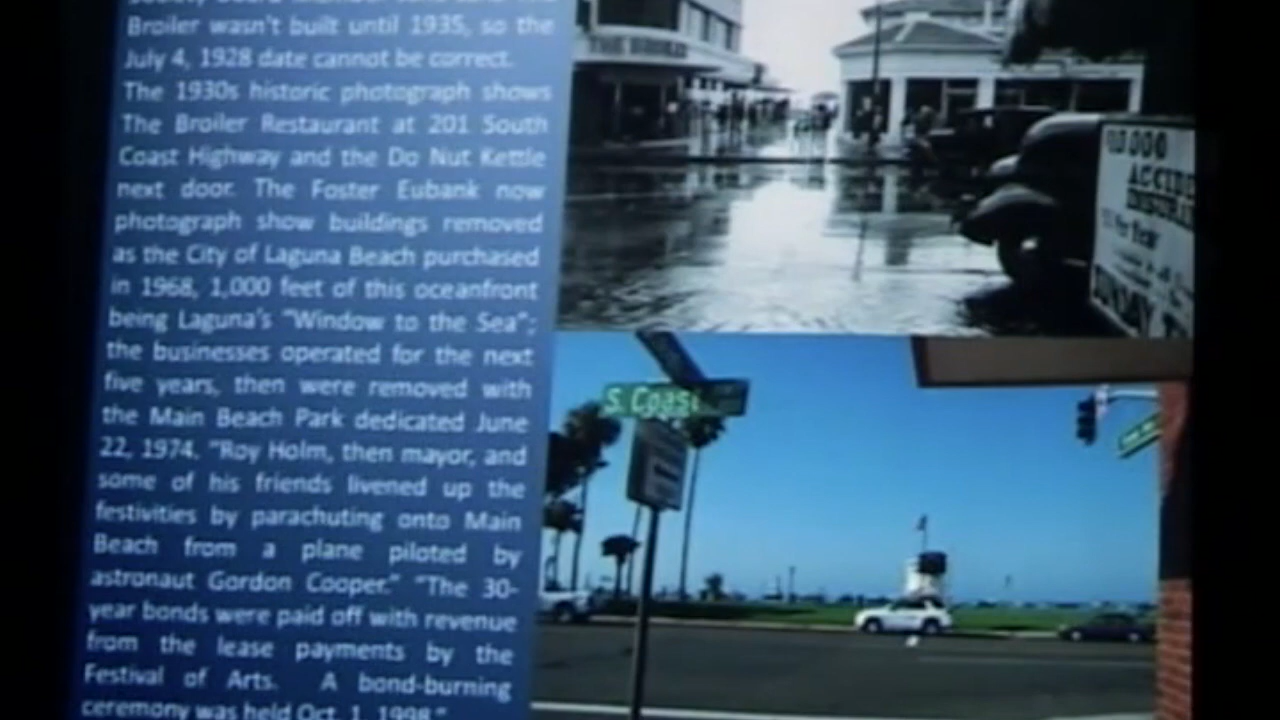 Broiler wasn't built until 1935, so the
July 4, 1928 date cannot be correct.
The 1930s historic photograph shows
The Broiler Restaurant at 201 South
Coast Highway and the Do Nut Kettle
next door. The Foster Eubank now
photograph show buildings removed
as the City of Laguna Beach purchased
in 1968, 1,000 feet of this oceanfront
being Laguna's "Window to the Sea";
the businesses operated for the next
five years, then were removed with
the Main Beach Park dedicated June
22, 1974. "Roy Holm, then mayor, and
some of his friends livened up the
festivities by parachuting onto Main
Beach from a plane piloted by
astronaut Gordon Cooper." "The 30-
year bonds were paid off with revenue
from the lease payments by the
Festival of Arts. A bond-burning
ceremony was held Oct. 1, 1998."
THE BROILER
ACCIDE
INSURA
SUNDAY
S. Coast